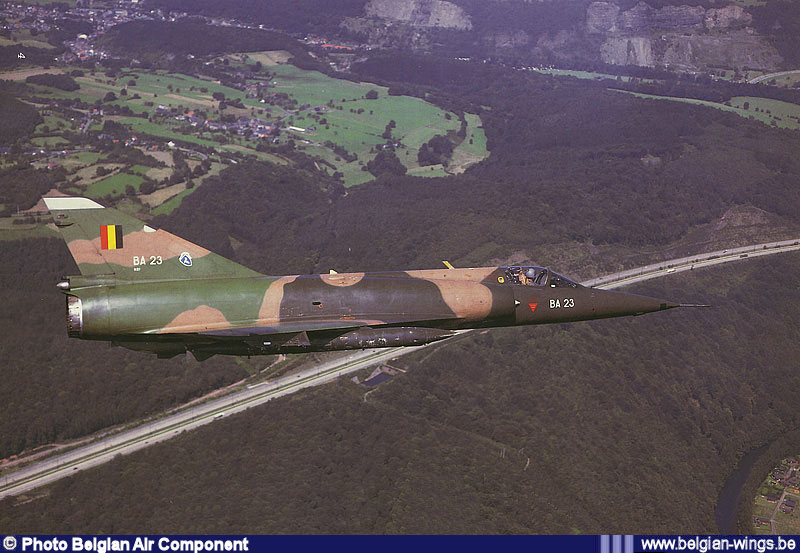 BA 23
BA 23
© Photo Belgian Air Component
www.belgian-wings.be